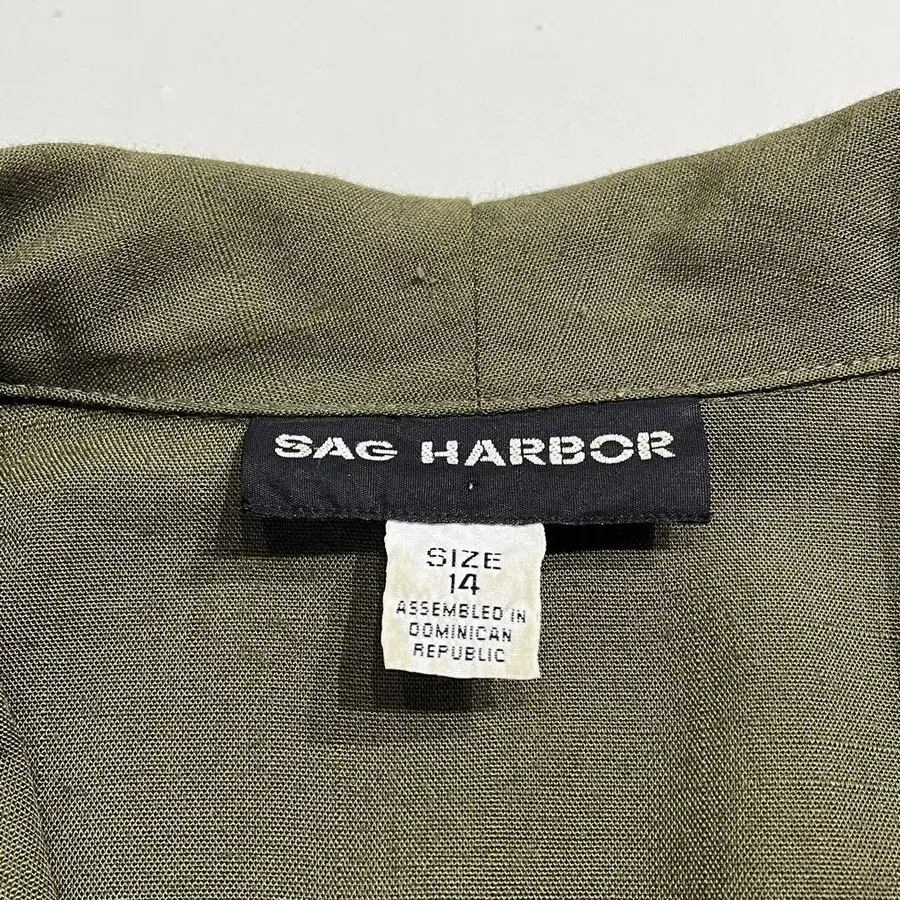 SAG HARBOR
SIZE
14
ASSEMBLED IN
DOMINICAN
REPUBLIC